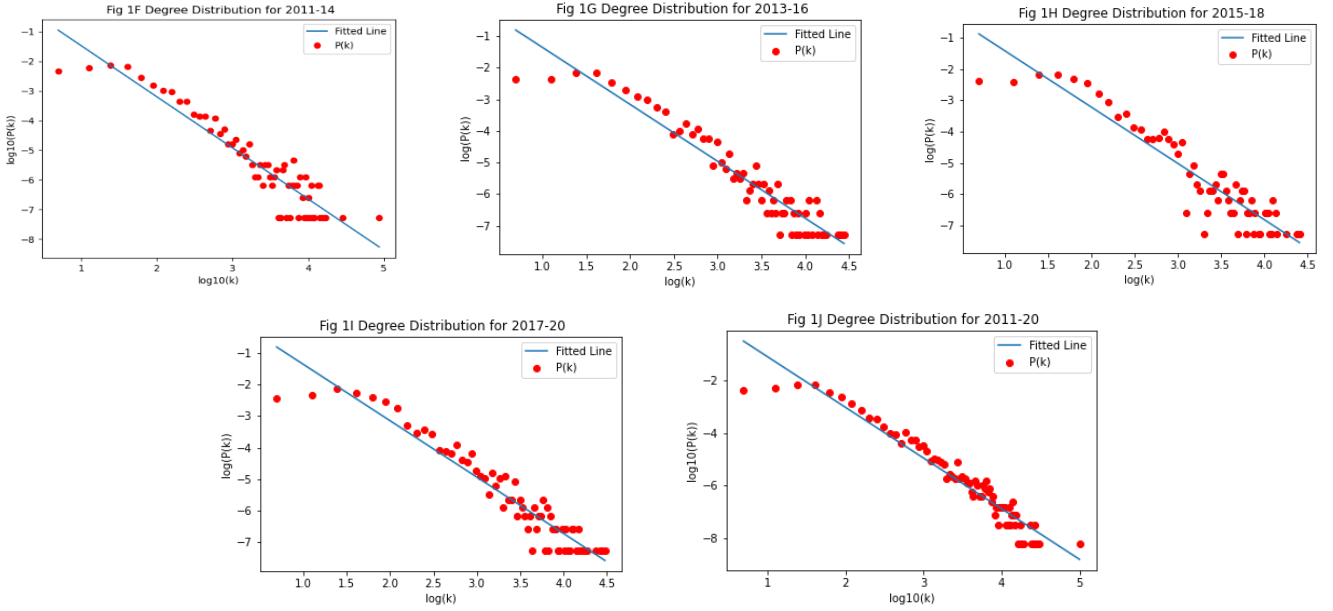 Fig 1F Degree Distribution for 2011-14
Fitted Line
P(k)
log10(P(k))
−1
−2
−3
−4
−5
−6
−7
−8
1
2
3
4
5
log10(k)
Fig 1G Degree Distribution for 2013-16
Fitted Line
P(k)
log(P(k))
−1
−2
−3
−4
−5
−6
−7
1.0
1.5
2.0
2.5
3.0
3.5
4.0
4.5
log(k)
Fig 1H Degree Distribution for 2015-18
Fitted Line
P(k)
log(P(k))
−1
−2
−3
−4
−5
−6
−7
1.0
1.5
2.0
2.5
3.0
3.5
4.0
4.5
log(k)
Fig 1I Degree Distribution for 2017-20
Fitted Line
P(k)
log(P(k))
−1
−2
−3
−4
−5
−6
−7
1.0
1.5
2.0
2.5
3.0
3.5
4.0
4.5
log(k)
Fig 1J Degree Distribution for 2011-20
Fitted Line
P(k)
log10(P(k))
−2
−4
−6
−8
1
2
3
4
5
log10(k)